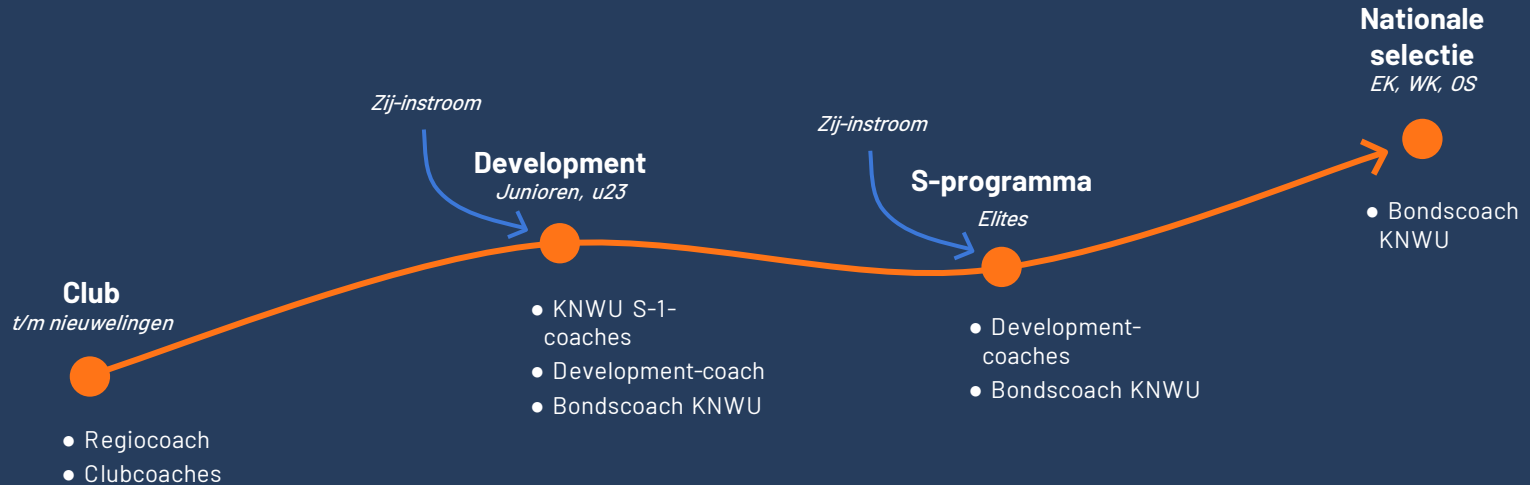 Club
t/m nieuwelingen
● Regiocoach
● Clubcoaches
Zij-instroom
Development
Junioren, u23
● KNWU S-1-
coaches
● Development-coach
● Bondscoach KNWU
Zij-instroom
S-programma
Elites
● Development-
coaches
● Bondscoach KNWU
Nationale
selectie
EK, WK, OS
● Bondscoach
KNWU